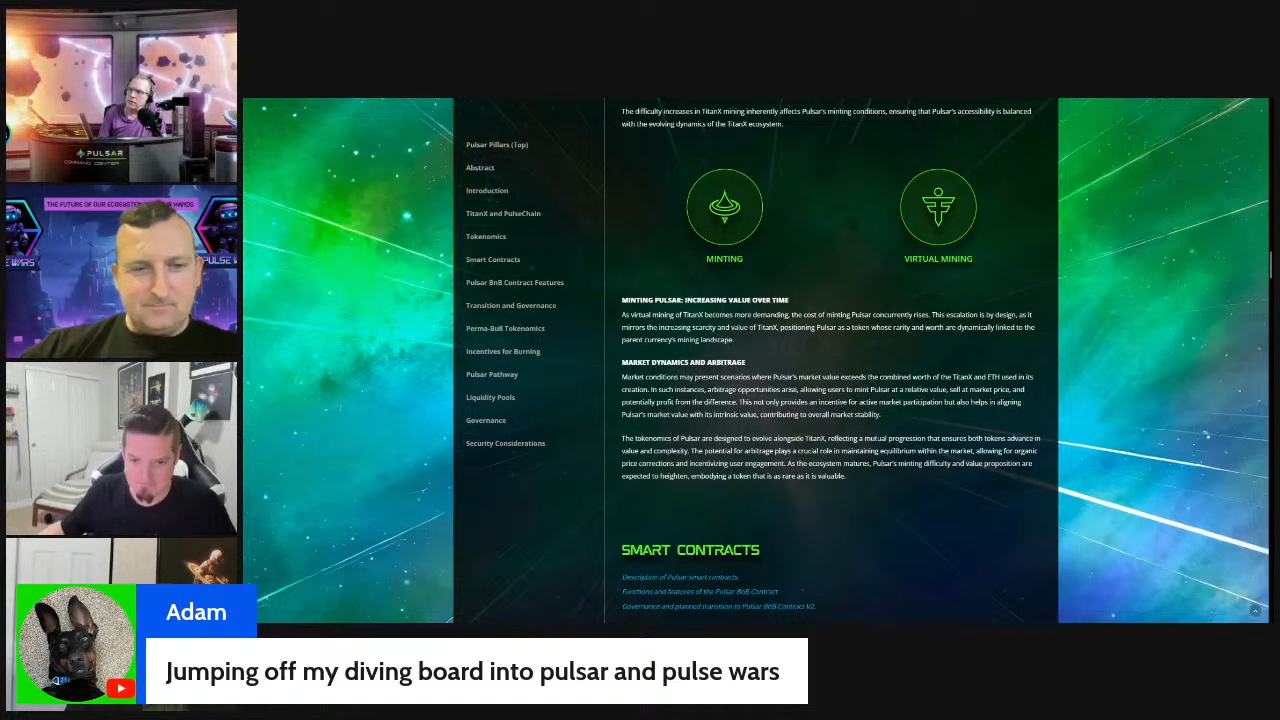 PULSAR
COMMAND CENTER
THE FUTURE OF OUR ECOSYSTEM
UR HANDS
E WARS
PULSE W
Pulsar Pillars (Top)
Abstract
Introduction
TitanX and PulseChain
Tokenomics
Smart Contracts
Pulsar BnB Contract Features
Transition and Governance
Perma-Bull Tokenomics
Incentives for Burning
Pulsar Pathway
Liquidity Pools
Governance
Security Considerations
The difficulty increases in TitanX mining inherently affects Pulsar's minting conditions, ensuring that Pulsar's accessibility is balanced
with the evolving dynamics of the TitanX ecosystem.
MINTING
VIRTUAL MINING
MINTING PULSAR: INCREASING VALUE OVER TIME
As virtual mining of TitanX becomes more demanding, the cost of minting Pulsar concurrently rises. This escalation is by design, as it
mirrors the increasing scarcity and value of TitanX, positioning Pulsar as a token whose rarity and worth are dynamically linked to the
parent currency's mining landscape.
MARKET DYNAMICS AND ARBITRAGE
Market conditions may present scenarios where Pulsar's market value exceeds the combined worth of the TitanX and ETH used in its
creation. In such instances, arbitrage opportunities arise, allowing users to mint Pulsar at a relative value, sell at market price, and
potentially profit from the difference. This not only provides an incentive for active market participation but also helps in aligning
Pulsar's market value with its intrinsic value, contributing to overall market stability.
The tokenomics of Pulsar are designed to evolve alongside TitanX, reflecting a mutual progression that ensures both tokens advance in
value and complexity. The potential for arbitrage plays a crucial role in maintaining equilibrium within the market, allowing for organic
price corrections and incentivizing user engagement. As the ecosystem matures, Pulsar's minting difficulty and value proposition are
expected to heighten, embodying a token that is as rare as it is valuable.
SMART CONTRACTS
Description of Pulsar smart contracts.
Functions and features of the Pulsar BnB Contract.
Governance and planned transition to Pulsar BnB Contract V2.
Adam
Jumping off my diving board into pulsar and pulse wars